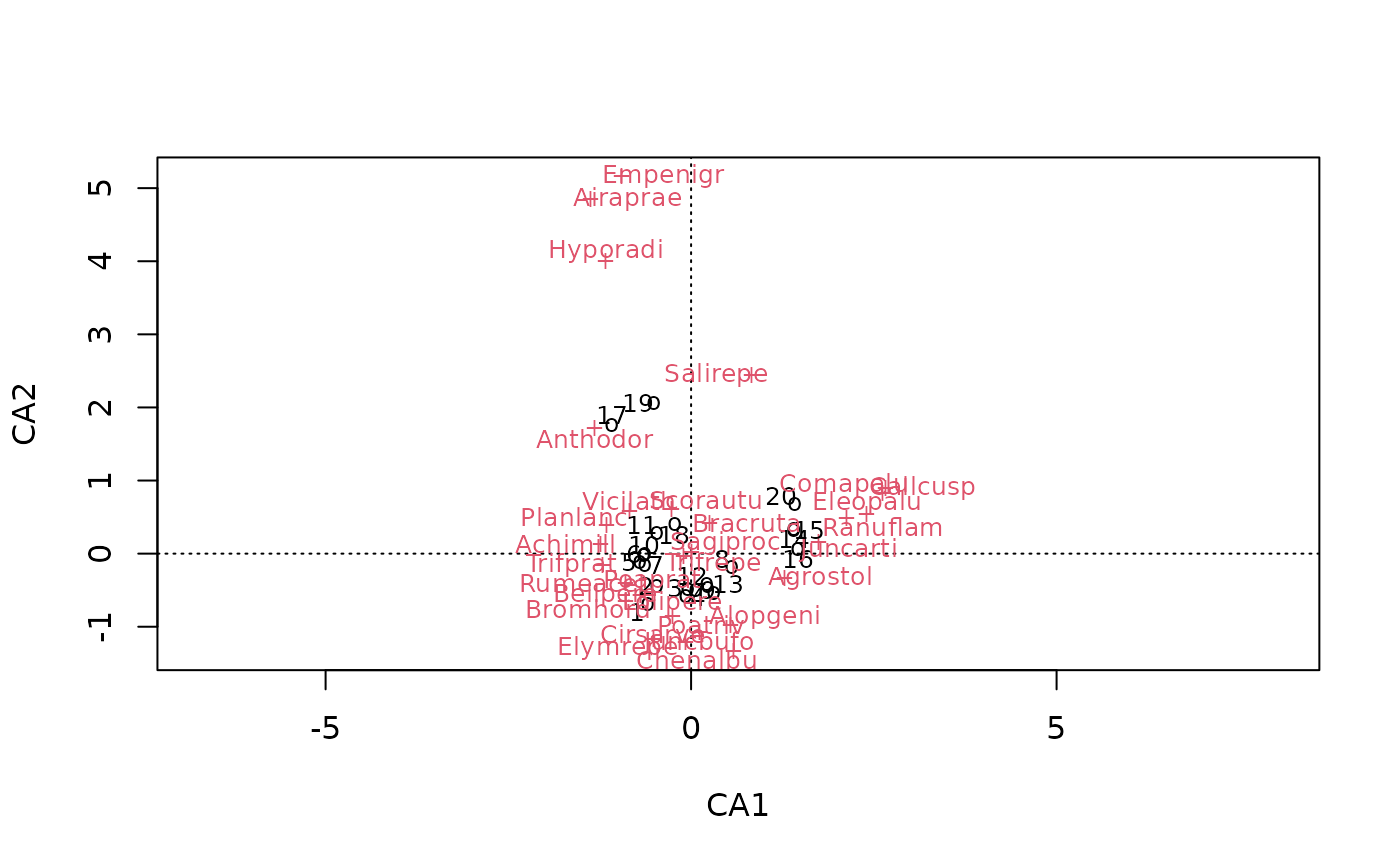 5
Empenigr
Airaprae
Hyporadi
4
3
Salirepe
CA2
2
19
17
Anthodor
1
Comapalu
Callcusp
20
Eleopalu
Vicilath
Scorautu
Planlanc
11
Bracruta
Ranuflam
15
18
14
Achimill
10
Sagiproc
Juncarti
0
6
5
7
8
16
Trifprat
Trifrepe
12
Agrostol
Rumeacet
Poaprat
2
3
4
9
13
Bellpere
Lolipere
Bromhord
1
Alopgeni
-1
Poatriv
Cirsarve
Juncbufo
Elymrepe
Chenalbu
-5
0
5
CA1